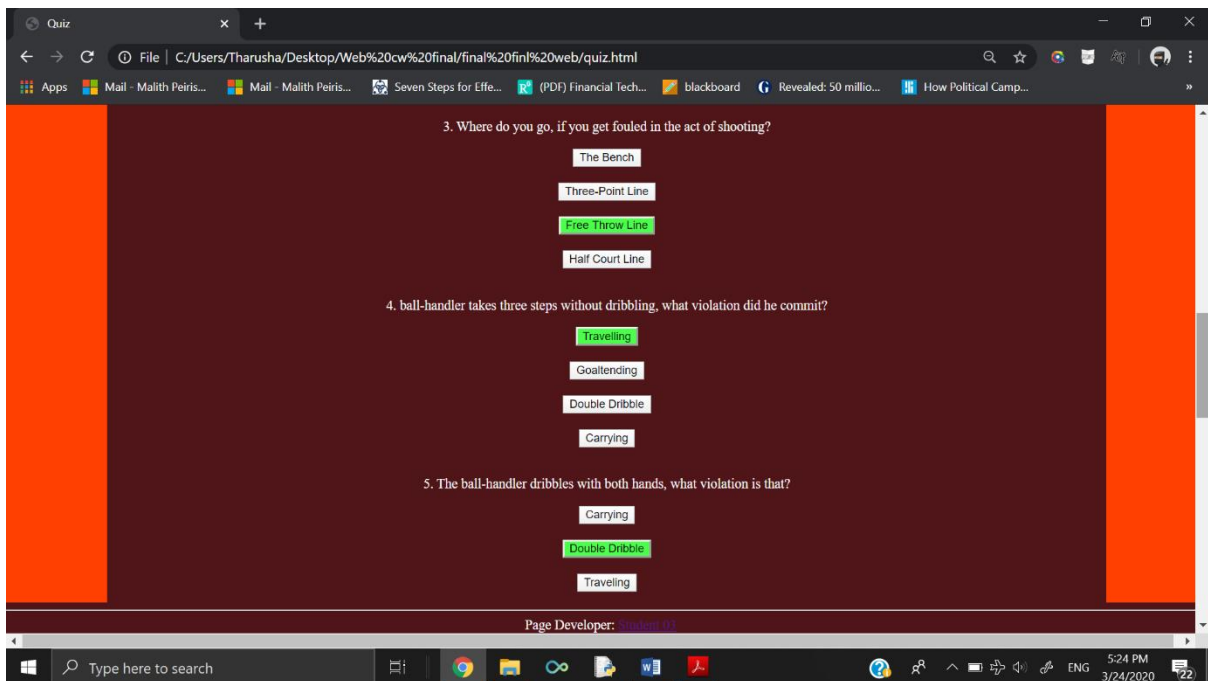 Quiz
File | C:/Users/Tharusha/Desktop/Web%20cw%20final/final%20finl%20web/quiz.html
Apps Mail - Malith Peiris... Mail - Malith Peiris... Seven Steps for Effe... (PDF) Financial Tech... blackboard Revealed: 50 millio... How Political Camp...
3. Where do you go, if you get fouled in the act of shooting?
The Bench
Three-Point Line
Free Throw Line
Half Court Line
4. ball-handler takes three steps without dribbling, what violation did he commit?
Travelling
Goaltending
Double Dribble
Carrying
5. The ball-handler dribbles with both hands, what violation is that?
Carrying
Double Dribble
Traveling
Page Developer: Student 03
Type here to search
ENG
5:24 PM
3/24/2020
22